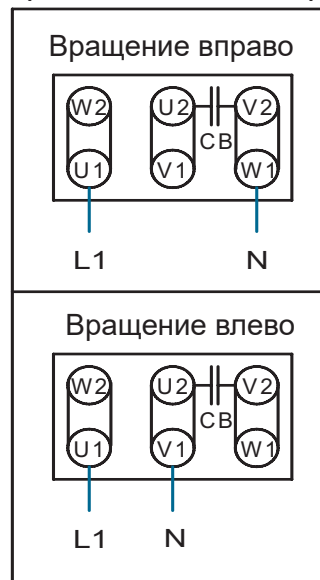 Вращение вправо
W2 U2 V2
CB
U1 V1 W1
L1 N
Вращение влево
W2 U2 V2
CB
U1 V1 W1
L1 N